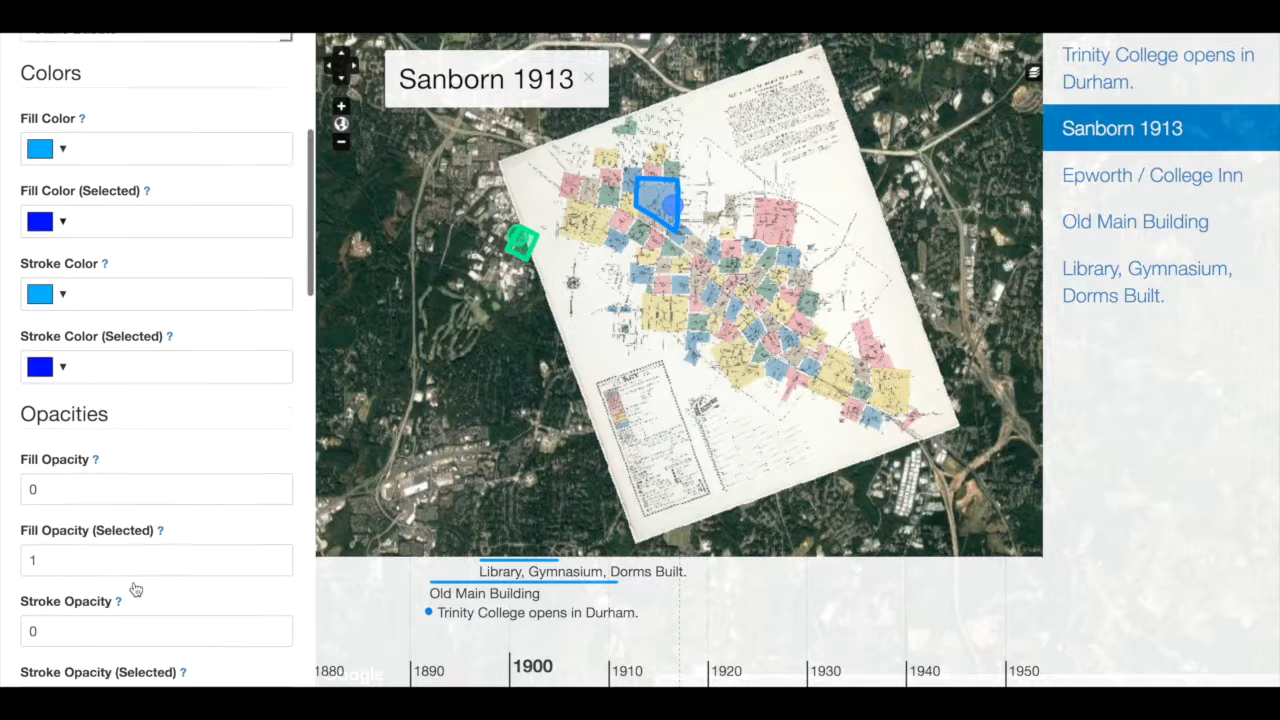 Colors
Fill Color ?
Fill Color (Selected) ?
Stroke Color ?
Stroke Color (Selected) ?
Opacities
Fill Opacity ?
0
Fill Opacity (Selected) ?
1
Stroke Opacity ?
0
Stroke Opacity (Selected) ?
Sanborn 1913 ×
Library, Gymnasium, Dorms Built.
Old Main Building
Trinity College opens in Durham.
1880 1890 1900 1910 1920 1930 1940 1950
Trinity College opens in
Durham.
Sanborn 1913
Epworth / College Inn
Old Main Building
Library, Gymnasium,
Dorms Built.